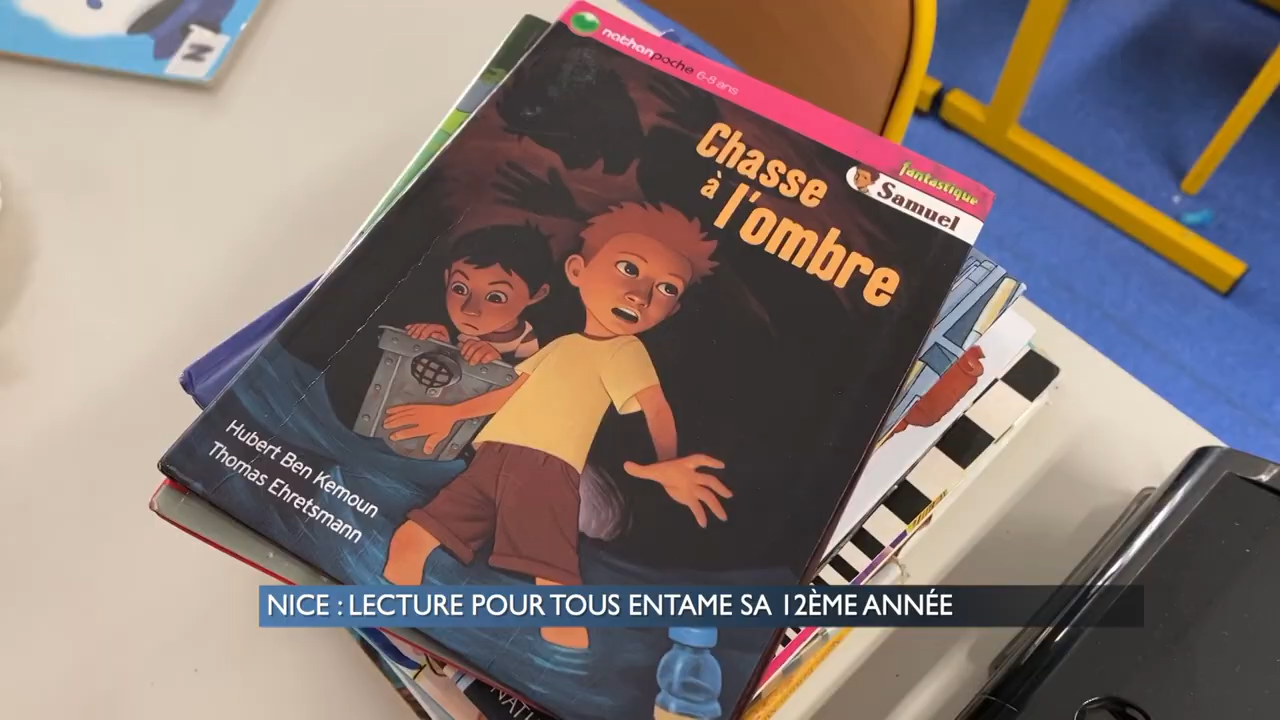 nathanpoche 6-8 ans
fantastique
Samuel
Chasse
à l'ombre
Hubert Ben Kemoun
Thomas Ehretsmann
NICE : LECTURE POUR TOUS ENTAME SA 12ÈME ANNÉE
N